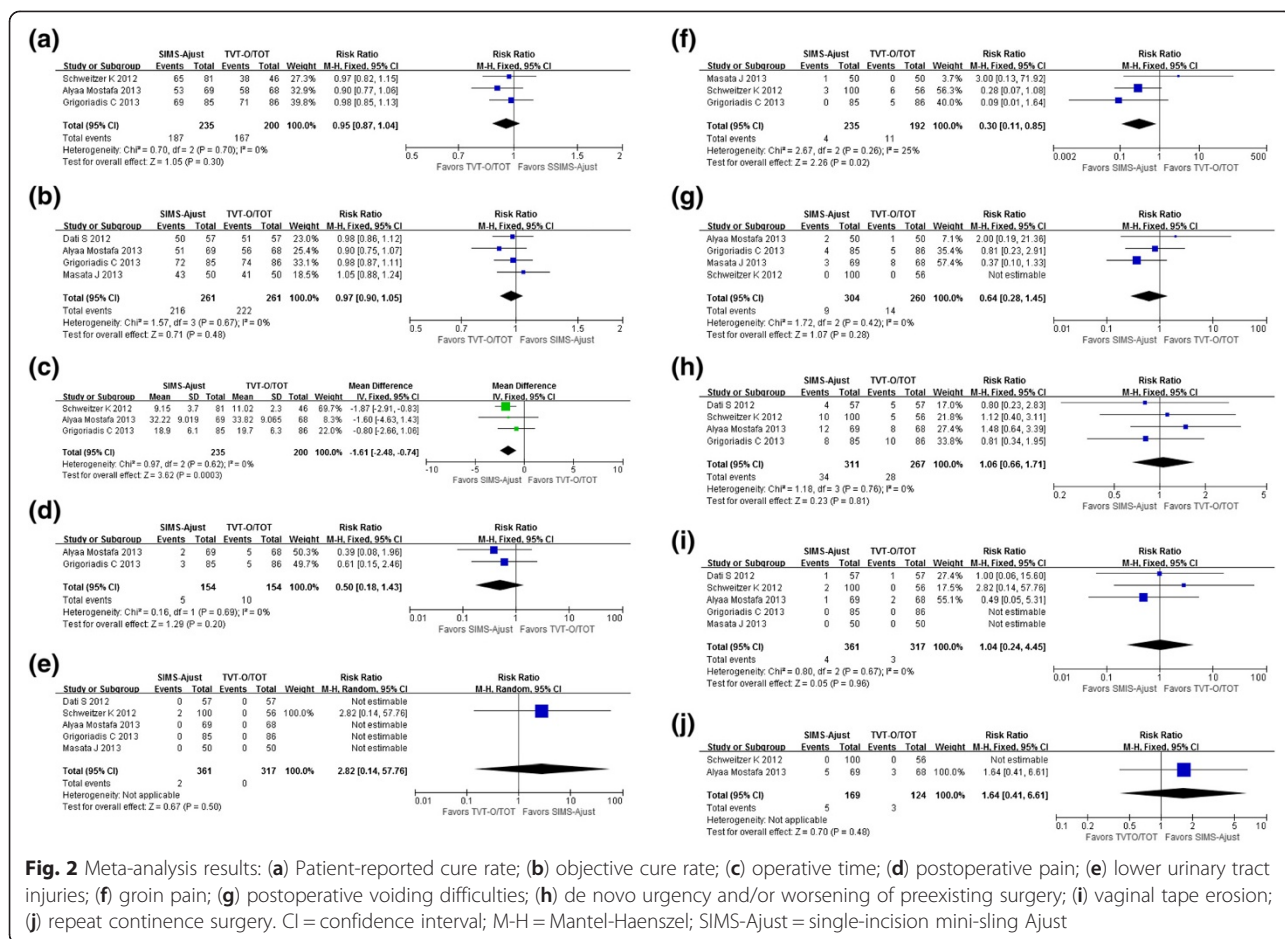 (a)
SIMS-Ajust TVT-O/TOT Risk Ratio Risk Ratio
Study or Subgroup Events Total Events Total Weight M-H, Fixed, 95% CI M-H, Fixed, 95% CI
Schweitzer K 2012 65 81 38 46 27.3% 0.97 [0.82, 1.15]
Alyaa Mostafa 2013 53 69 58 68 32.9% 0.90 [0.77, 1.06]
Grigoriadis C 2013 69 85 71 86 39.8% 0.98 [0.85, 1.13]
Total (95% CI) 235 200 100.0% 0.95 [0.87, 1.04]
Total events 187 167
Heterogeneity: Chi² = 0.70, df = 2 (P = 0.70); I² = 0%
Test for overall effect: Z = 1.05 (P = 0.30)
0.5 0.7 1 1.5 2
Favors TVT-O/TOT Favors SSIMS-Ajust
(b)
SIMS-Ajust TVT-O/TOT Risk Ratio Risk Ratio
Study or Subgroup Events Total Events Total Weight M-H, Fixed, 95% CI M-H, Fixed, 95% CI
Dati S 2012 50 57 51 57 23.0% 0.98 [0.86, 1.12]
Alyaa Mostafa 2013 51 69 56 68 25.4% 0.90 [0.75, 1.07]
Grigoriadis C 2013 72 85 74 86 33.1% 0.98 [0.87, 1.11]
Masata J 2013 43 50 41 50 18.5% 1.05 [0.88, 1.24]
Total (95% CI) 261 261 100.0% 0.97 [0.90, 1.05]
Total events 216 222
Heterogeneity: Chi² = 1.57, df = 3 (P = 0.67); I² = 0%
Test for overall effect: Z = 0.71 (P = 0.48)
0.5 0.7 1 1.5 2
Favors TVT-O/TOT Favors SIMS-Ajust
(c)
SIMS-Ajust TVT-O/TOT Mean Difference Mean Difference
Study or Subgroup Mean SD Total Mean SD Total Weight IV, Fixed, 95% CI IV, Fixed, 95% CI
Schweitzer K 2012 9.15 3.7 81 11.02 2.3 46 69.7% -1.87 [-2.91, -0.83]
Alyaa Mostafa 2013 32.22 9.019 69 33.82 9.065 68 8.3% -1.60 [-4.63, 1.43]
Grigoriadis C 2013 18.9 6.1 85 19.7 6.3 86 22.0% -0.80 [-2.66, 1.06]
Total (95% CI) 235 200 100.0% -1.61 [-2.48, -0.74]
Heterogeneity: Chi² = 0.97, df = 2 (P = 0.62); I² = 0%
Test for overall effect: Z = 3.62 (P = 0.0003)
-10 -5 0 5 10
Favors SIMS-Ajust Favors TVT-O/TOT
(d)
SIMS-Ajust TVT-O/TOT Risk Ratio Risk Ratio
Study or Subgroup Events Total Events Total Weight M-H, Fixed, 95% CI M-H, Fixed, 95% CI
Alyaa Mostafa 2013 2 69 5 68 50.3% 0.39 [0.08, 1.96]
Grigoriadis C 2013 3 85 5 86 49.7% 0.61 [0.15, 2.46]
Total (95% CI) 154 154 100.0% 0.50 [0.18, 1.43]
Total events 5 10
Heterogeneity: Chi² = 0.16, df = 1 (P = 0.69); I² = 0%
Test for overall effect: Z = 1.29 (P = 0.20)
0.01 0.1 1 10 100
Favors SIMS-Ajust Favors TVT-O/TOT
(e)
SIMS-Ajust TVT-O/TOT Risk Ratio Risk Ratio
Study or Subgroup Events Total Events Total Weight M-H, Random, 95% CI M-H, Random, 95% CI
Dati S 2012 0 57 0 57 Not estimable
Schweitzer K 2012 2 100 0 56 100.0% 2.82 [0.14, 57.76]
Alyaa Mostafa 2013 0 69 0 68 Not estimable
Grigoriadis C 2013 0 85 0 86 Not estimable
Masata J 2013 0 50 0 50 Not estimable
Total (95% CI) 361 317 100.0% 2.82 [0.14, 57.76]
Total events 2 0
Heterogeneity: Not applicable
Test for overall effect: Z = 0.67 (P = 0.50)
0.01 0.1 1 10 100
Favors TVT-O/TOT Favors SIMS-Ajust
(f)
SIMS-Ajust TVT-O/TOT Risk Ratio Risk Ratio
Study or Subgroup Events Total Events Total Weight M-H, Fixed, 95% CI M-H, Fixed, 95% CI
Masata J 2013 1 50 0 50 3.7% 3.00 [0.13, 71.92]
Schweitzer K 2012 3 100 6 56 56.3% 0.28 [0.07, 1.08]
Grigoriadis C 2013 0 85 5 86 40.0% 0.09 [0.01, 1.64]
Total (95% CI) 235 192 100.0% 0.30 [0.11, 0.85]
Total events 4 11
Heterogeneity: Chi² = 2.67, df = 2 (P = 0.26); I² = 25%
Test for overall effect: Z = 2.26 (P = 0.02)
0.002 0.1 1 10 500
Favors SIMS-Ajust Favors TVT-O/TOT
(g)
SIMS-Ajust TVT-O/TOT Risk Ratio Risk Ratio
Study or Subgroup Events Total Events Total Weight M-H, Fixed, 95% CI M-H, Fixed, 95% CI
Alyaa Mostafa 2013 2 50 1 50 7.1% 2.00 [0.19, 21.36]
Grigoriadis C 2013 4 85 5 86 35.4% 0.81 [0.23, 2.91]
Masata J 2013 3 69 8 68 57.4% 0.37 [0.10, 1.33]
Schweitzer K 2012 0 100 0 56 Not estimable
Total (95% CI) 304 260 100.0% 0.64 [0.28, 1.45]
Total events 9 14
Heterogeneity: Chi² = 1.72, df = 2 (P = 0.42); I² = 0%
Test for overall effect: Z = 1.07 (P = 0.28)
0.01 0.1 1 10 100
Favors SIMS-Ajust Favors TVT-O/TOT
(h)
SIMS-Ajust TVT-O/TOT Risk Ratio Risk Ratio
Study or Subgroup Events Total Events Total Weight M-H, Fixed, 95% CI M-H, Fixed, 95% CI
Dati S 2012 4 57 5 57 17.0% 0.80 [0.23, 2.83]
Schweitzer K 2012 10 100 5 56 21.8% 1.12 [0.40, 3.11]
Alyaa Mostafa 2013 12 69 8 68 27.4% 1.48 [0.64, 3.39]
Grigoriadis C 2013 8 85 10 86 33.8% 0.81 [0.34, 1.95]
Total (95% CI) 311 267 100.0% 1.06 [0.66, 1.71]
Total events 34 28
Heterogeneity: Chi² = 1.18, df = 3 (P = 0.76); I² = 0%
Test for overall effect: Z = 0.23 (P = 0.81)
0.2 0.5 1 2 5
Favors SIMS-Ajust Favors TVT-O/TOT
(i)
SIMS-Ajust TVT-O/TOT Risk Ratio Risk Ratio
Study or Subgroup Events Total Events Total Weight M-H, Fixed, 95% CI M-H, Fixed, 95% CI
Dati S 2012 1 57 1 57 27.4% 1.00 [0.06, 15.60]
Schweitzer K 2012 2 100 0 56 17.5% 2.82 [0.14, 57.76]
Alyaa Mostafa 2013 1 69 2 68 55.1% 0.49 [0.05, 5.31]
Grigoriadis C 2013 0 85 0 86 Not estimable
Masata J 2013 0 50 0 50 Not estimable
Total (95% CI) 361 317 100.0% 1.04 [0.24, 4.45]
Total events 4 3
Heterogeneity: Chi² = 0.80, df = 2 (P = 0.67); I² = 0%
Test for overall effect: Z = 0.05 (P = 0.96)
0.01 0.1 1 10 100
Favors SMIS-Ajust Favors TVT-O/TOT
(j)
SIMS-Ajust TVT-O/TOT Risk Ratio Risk Ratio
Study or Subgroup Events Total Events Total Weight M-H, Fixed, 95% CI M-H, Fixed, 95% CI
Schweitzer K 2012 0 100 0 56 Not estimable
Alyaa Mostafa 2013 5 69 3 68 100.0% 1.64 [0.41, 6.61]
Total (95% CI) 169 124 100.0% 1.64 [0.41, 6.61]
Total events 5 3
Heterogeneity: Not applicable
Test for overall effect: Z = 0.70 (P = 0.48)
0.1 0.2 0.5 1 2 5 10
Favors TVTO/TOT Favors SIMS-Ajust
Fig. 2 Meta-analysis results: (a) Patient-reported cure rate; (b) objective cure rate; (c) operative time; (d) postoperative pain; (e) lower urinary tract
injuries; (f) groin pain; (g) postoperative voiding difficulties; (h) de novo urgency and/or worsening of preexisting surgery; (i) vaginal tape erosion;
(j) repeat continence surgery. CI = confidence interval; M-H = Mantel-Haenszel; SIMS-Ajust = single-incision mini-sling Ajust